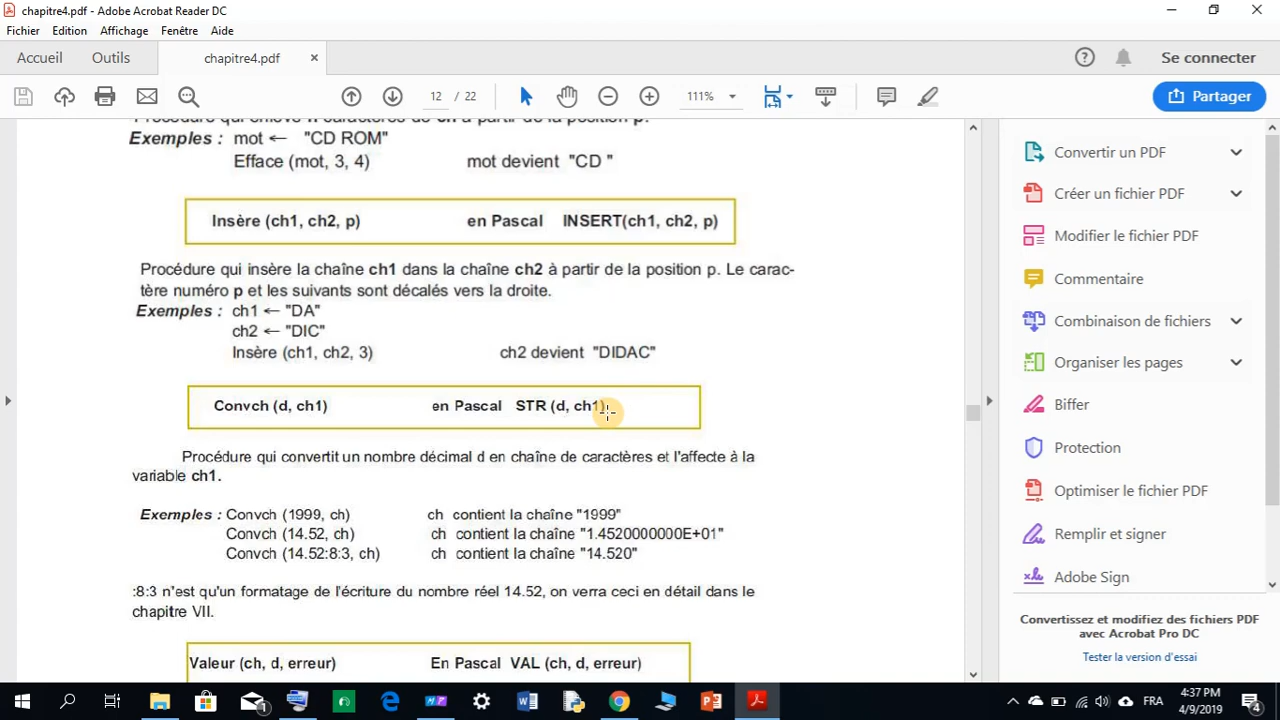 chapitre4.pdf - Adobe Acrobat Reader DC
Fichier Edition Affichage Fenêtre Aide
Accueil Outils chapitre4.pdf × Se connecter
12 / 22 111% Partager
Procédure qui enlève n caractères de ch à partir de la position p.
Exemples : mot ← "CD ROM"
Efface (mot, 3, 4) mot devient "CD "
Insère (ch1, ch2, p) en Pascal INSERT(ch1, ch2, p)
Procédure qui insère la chaîne ch1 dans la chaîne ch2 à partir de la position p. Le carac-
tère numéro p et les suivants sont décalés vers la droite.
Exemples : ch1 ← "DA"
ch2 ← "DIC"
Insère (ch1, ch2, 3) ch2 devient "DIDAC"
Convch (d, ch1) en Pascal STR (d, ch1)
Procédure qui convertit un nombre décimal d en chaîne de caractères et l'affecte à la
variable ch1.
Exemples : Convch (1999, ch) ch contient la chaîne "1999"
Convch (14.52, ch) ch contient la chaîne "1.4520000000E+01"
Convch (14.52:8:3, ch) ch contient la chaîne "14.520"
:8:3 n'est qu'un formatage de l'écriture du nombre réel 14.52, on verra ceci en détail dans le
chapitre VII.
Valeur (ch, d, erreur) En Pascal VAL (ch, d, erreur)
Convertir un PDF
Créer un fichier PDF
Modifier le fichier PDF
Commentaire
Combinaison de fichiers
Organiser les pages
Biffer
Protection
Optimiser le fichier PDF
Remplir et signer
Adobe Sign
Convertissez et modifiez des fichiers PDF
avec Acrobat Pro DC
Tester la version d'essai
FRA 4:37 PM
4/9/2019